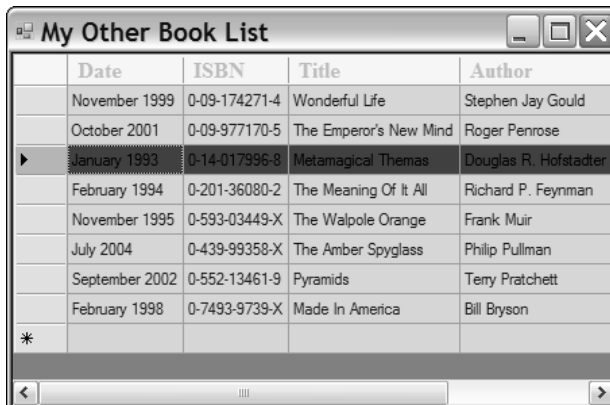 My Other Book List
Date ISBN Title Author
November 1999 0-09-174271-4 Wonderful Life Stephen Jay Gould
October 2001 0-09-977170-5 The Emperor's New Mind Roger Penrose
January 1993 0-14-017996-8 Metamagical Themas Douglas R. Hofstadter
February 1994 0-201-36080-2 The Meaning Of It All Richard P. Feynman
November 1995 0-593-03449-X The Walpole Orange Frank Muir
July 2004 0-439-99358-X The Amber Spyglass Philip Pullman
September 2002 0-552-13461-9 Pyramids Terry Pratchett
February 1998 0-7493-9739-X Made In America Bill Bryson